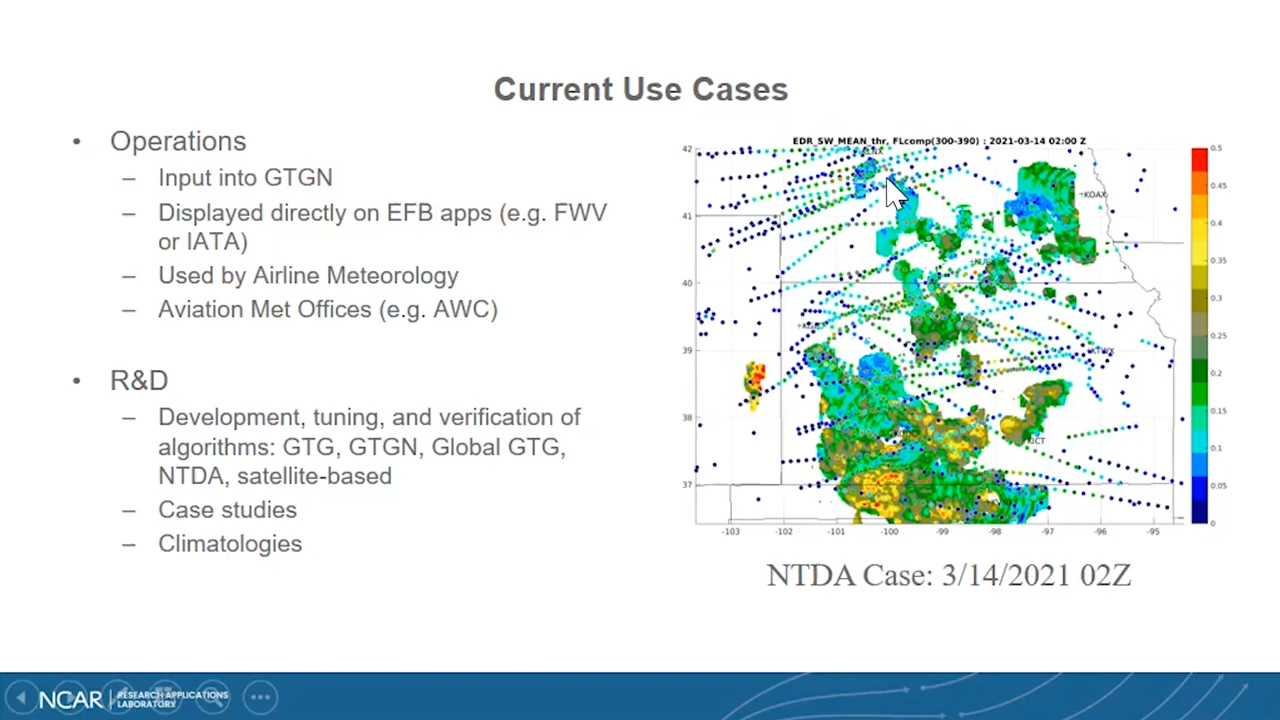 Current Use Cases
• Operations
– Input into GTGN
– Displayed directly on EFB apps (e.g. FWV
or IATA)
– Used by Airline Meteorology
– Aviation Met Offices (e.g. AWC)
• R&D
– Development, tuning, and verification of
algorithms: GTG, GTGN, Global GTG,
NTDA, satellite-based
– Case studies
– Climatologies
EDR_SW_MEAN_thr, FLcomp(300-390) : 2021-03-14 02:00 Z
42
41
40
39
38
37
-103 -102 -101 -100 -99 -98 -97 -96 -95
+KOAX
0.5
0.45
0.4
0.35
0.3
0.25
0.2
0.15
0.1
0.05
0
NTDA Case: 3/14/2021 02Z
NCAR
RESEARCH APPLICATIONS
LABORATORY